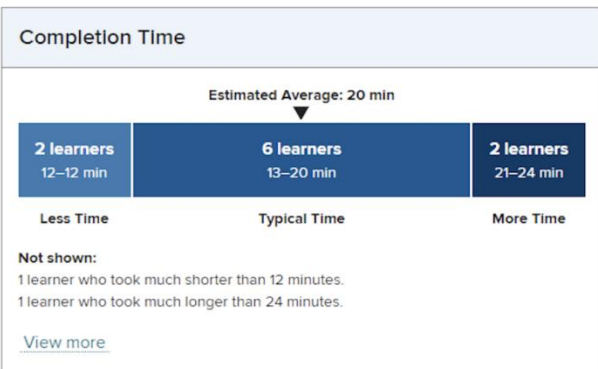 Completion Time
Estimated Average: 20 min
2 learners
12–12 min
6 learners
13–20 min
2 learners
21–24 min
Less Time
Typical Time
More Time
Not shown:
1 learner who took much shorter than 12 minutes.
1 learner who took much longer than 24 minutes.
View more